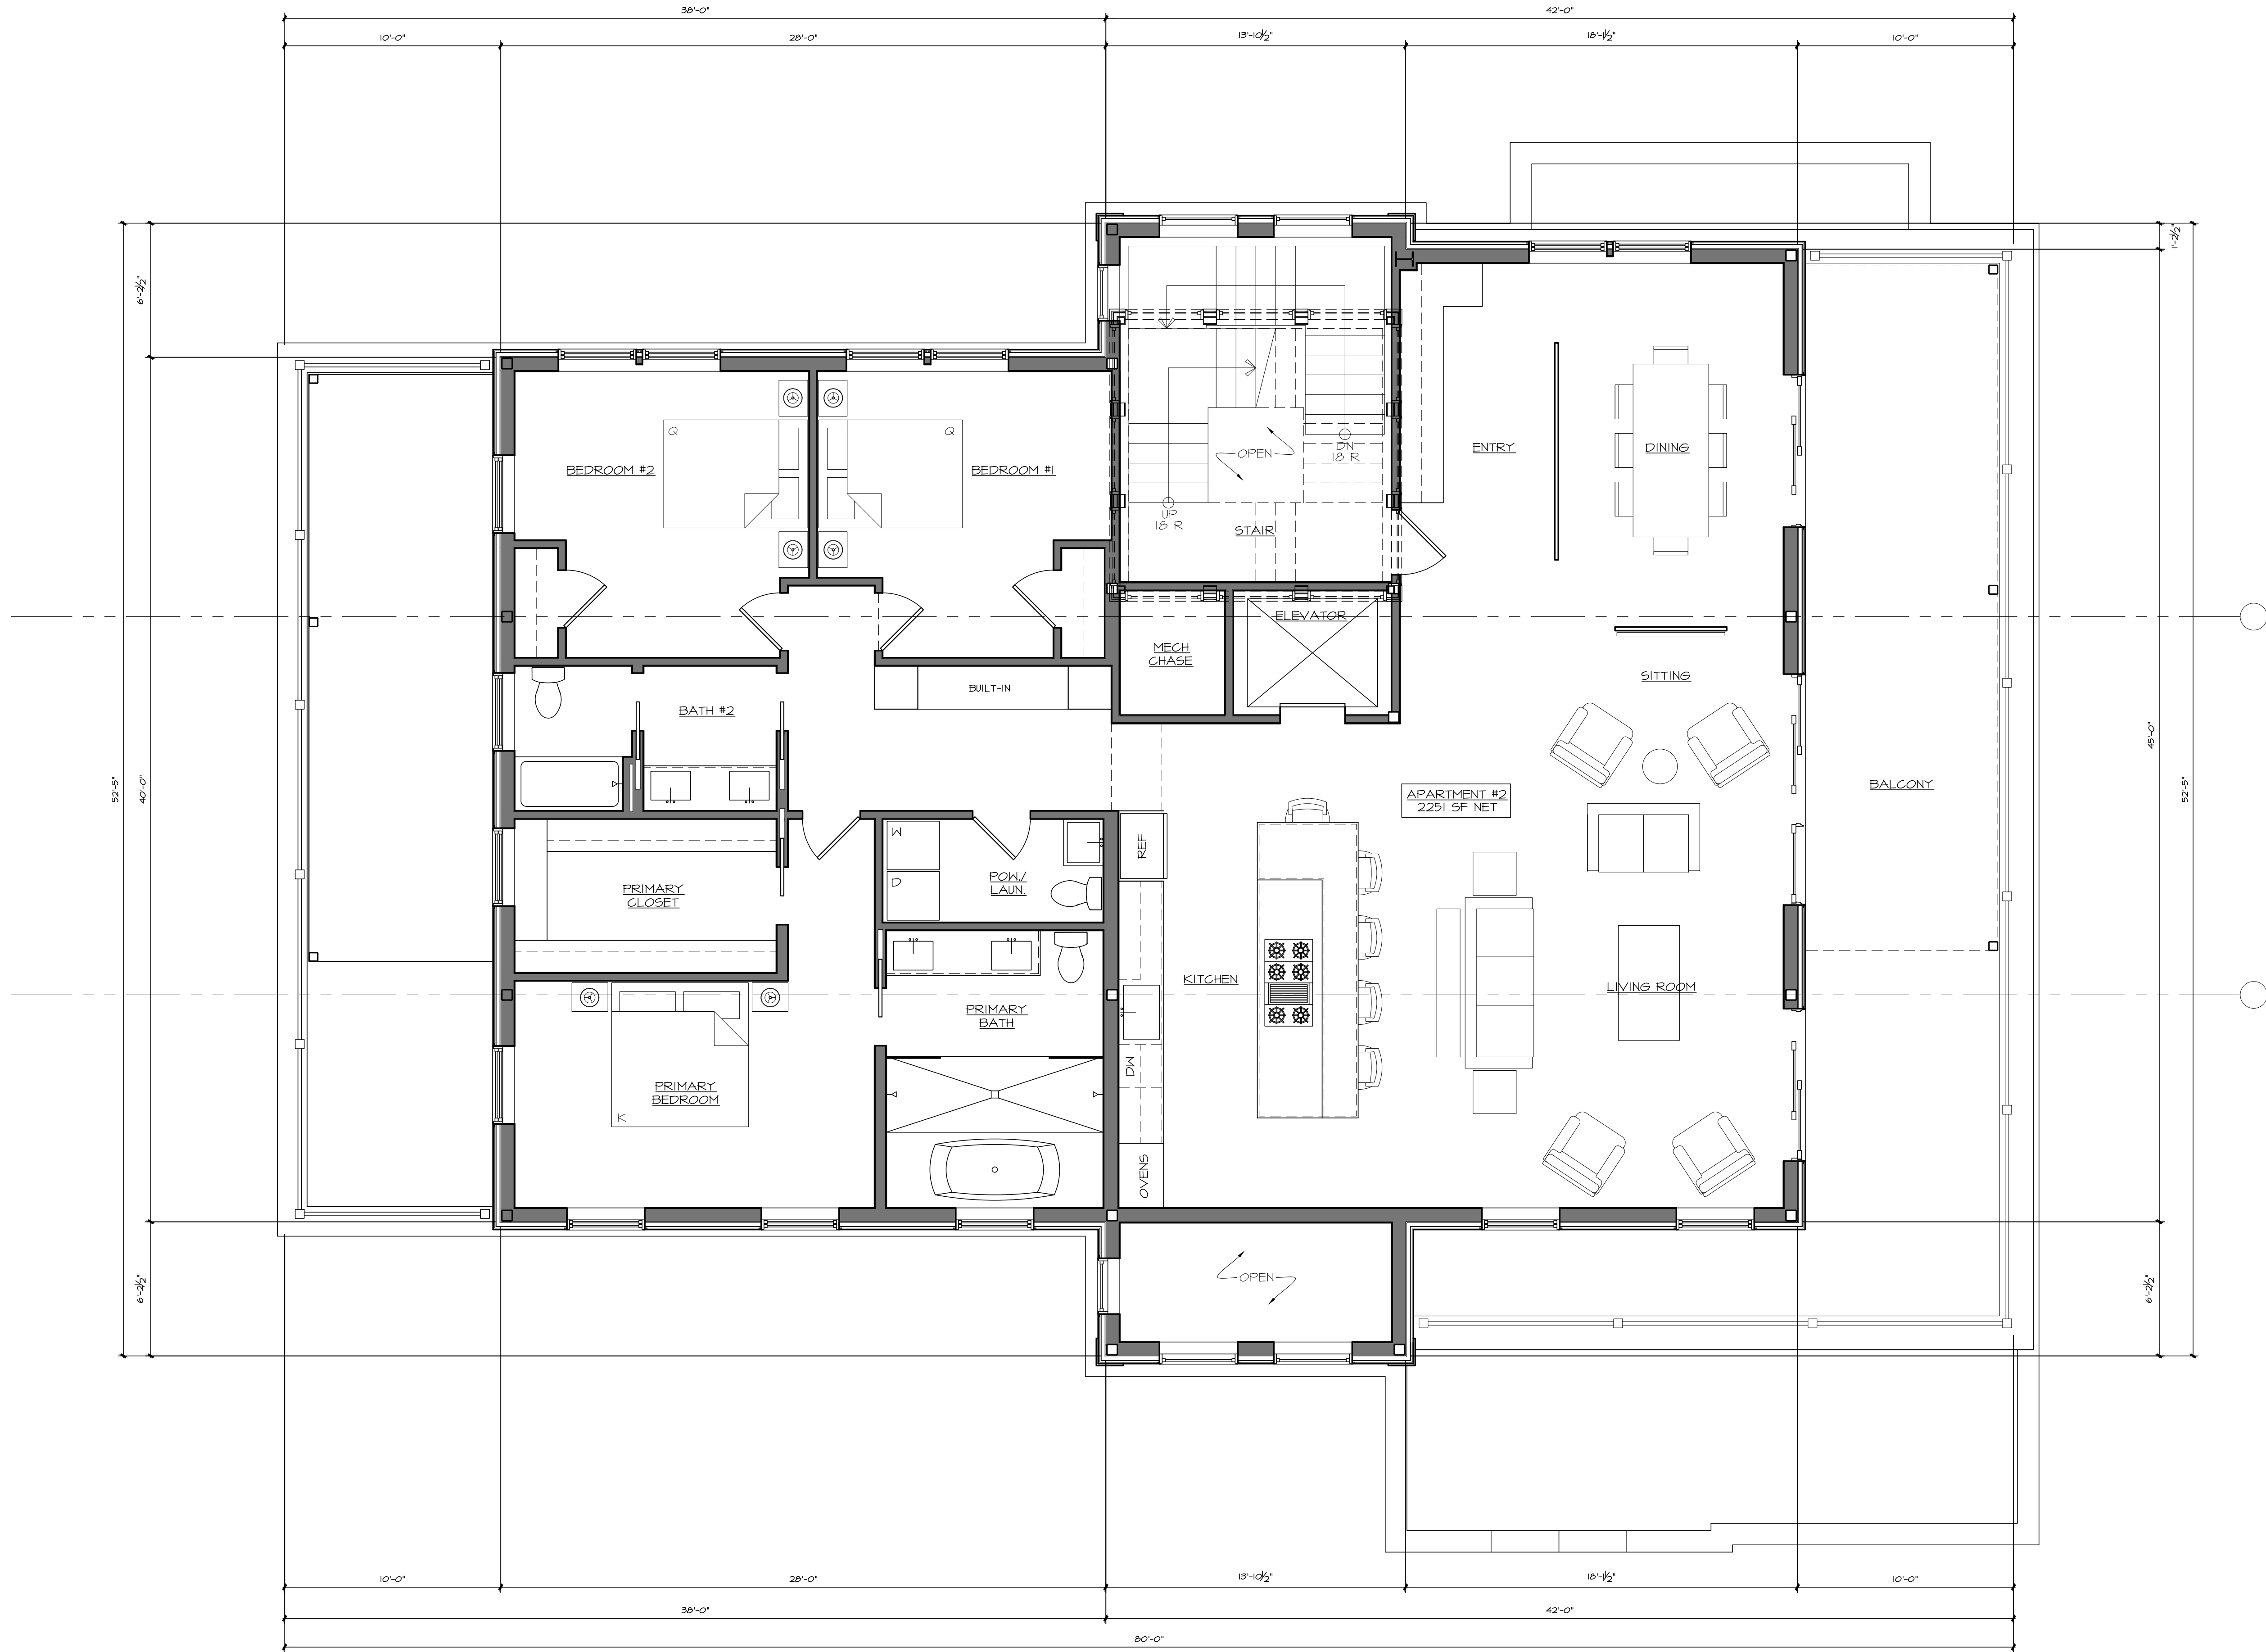 38'-0"
42'-0"
10'-0"
28'-0"
13'-10½"
18'-1½"
10'-0"
1'-2½"
6'-2½"
Q
Q
BEDROOM #2
BEDROOM #1
OPEN
DN
18 R
UP
18 R
STAIR
ENTRY
DINING
ELEVATOR
MECH
CHASE
BUILT-IN
BATH #2
SITTING
52'-5"
40'-0"
45'-0"
52'-5"
APARTMENT #2
2251 SF NET
BALCONY
W
D
POW./
LAUN.
REF
PRIMARY
CLOSET
KITCHEN
LIVING ROOM
PRIMARY
BATH
DW
PRIMARY
BEDROOM
K
OVENS
OPEN
6'-2½"
6'-2½"
10'-0"
28'-0"
13'-10½"
18'-1½"
10'-0"
38'-0"
42'-0"
80'-0"